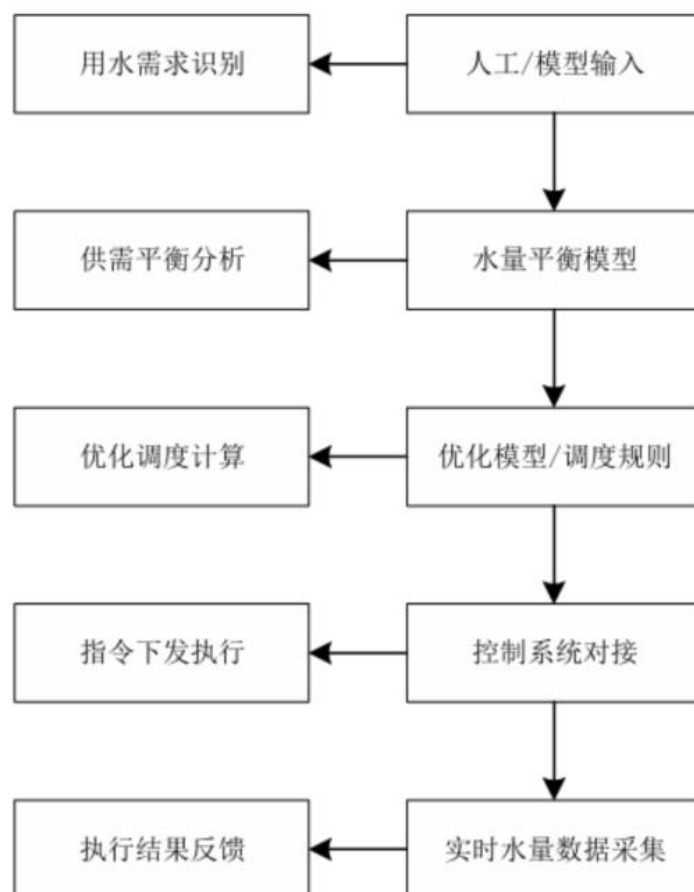 用水需求识别
人工/模型输入
供需平衡分析
水量平衡模型
优化调度计算
优化模型/调度规则
指令下发执行
控制系统对接
执行结果反馈
实时水量数据采集